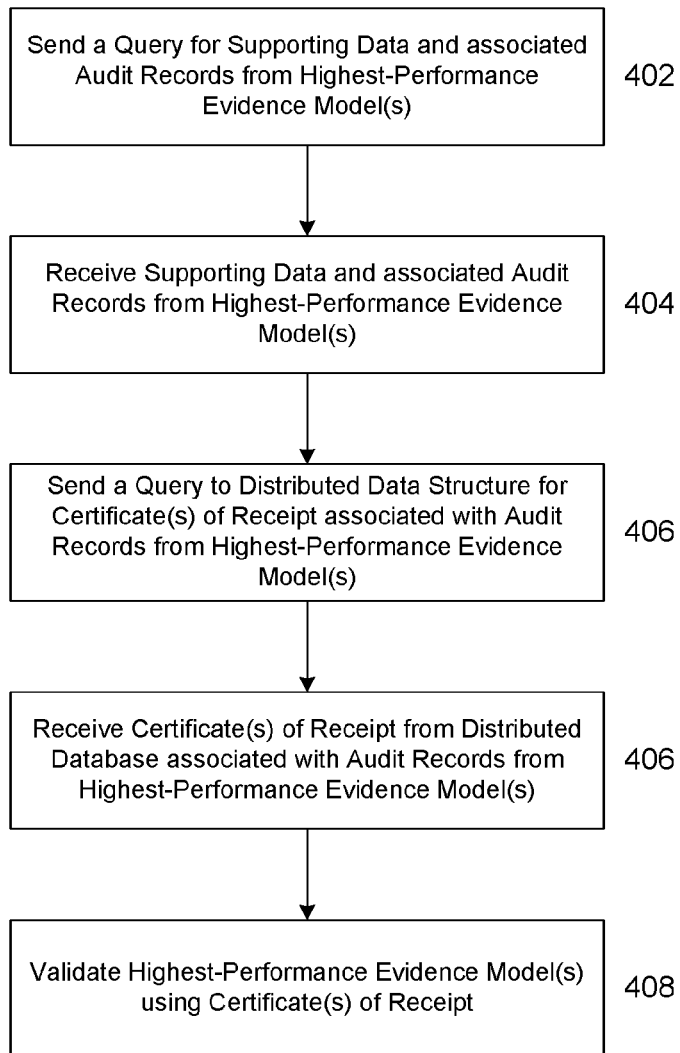 Send a Query for Supporting Data and associated
Audit Records from Highest-Performance
Evidence Model(s)
402
Receive Supporting Data and associated Audit
Records from Highest-Performance Evidence
Model(s)
404
Send a Query to Distributed Data Structure for
Certificate(s) of Receipt associated with Audit
Records from Highest-Performance Evidence
Model(s)
406
Receive Certificate(s) of Receipt from Distributed
Database associated with Audit Records from
Highest-Performance Evidence Model(s)
406
Validate Highest-Performance Evidence Model(s)
using Certificate(s) of Receipt
408